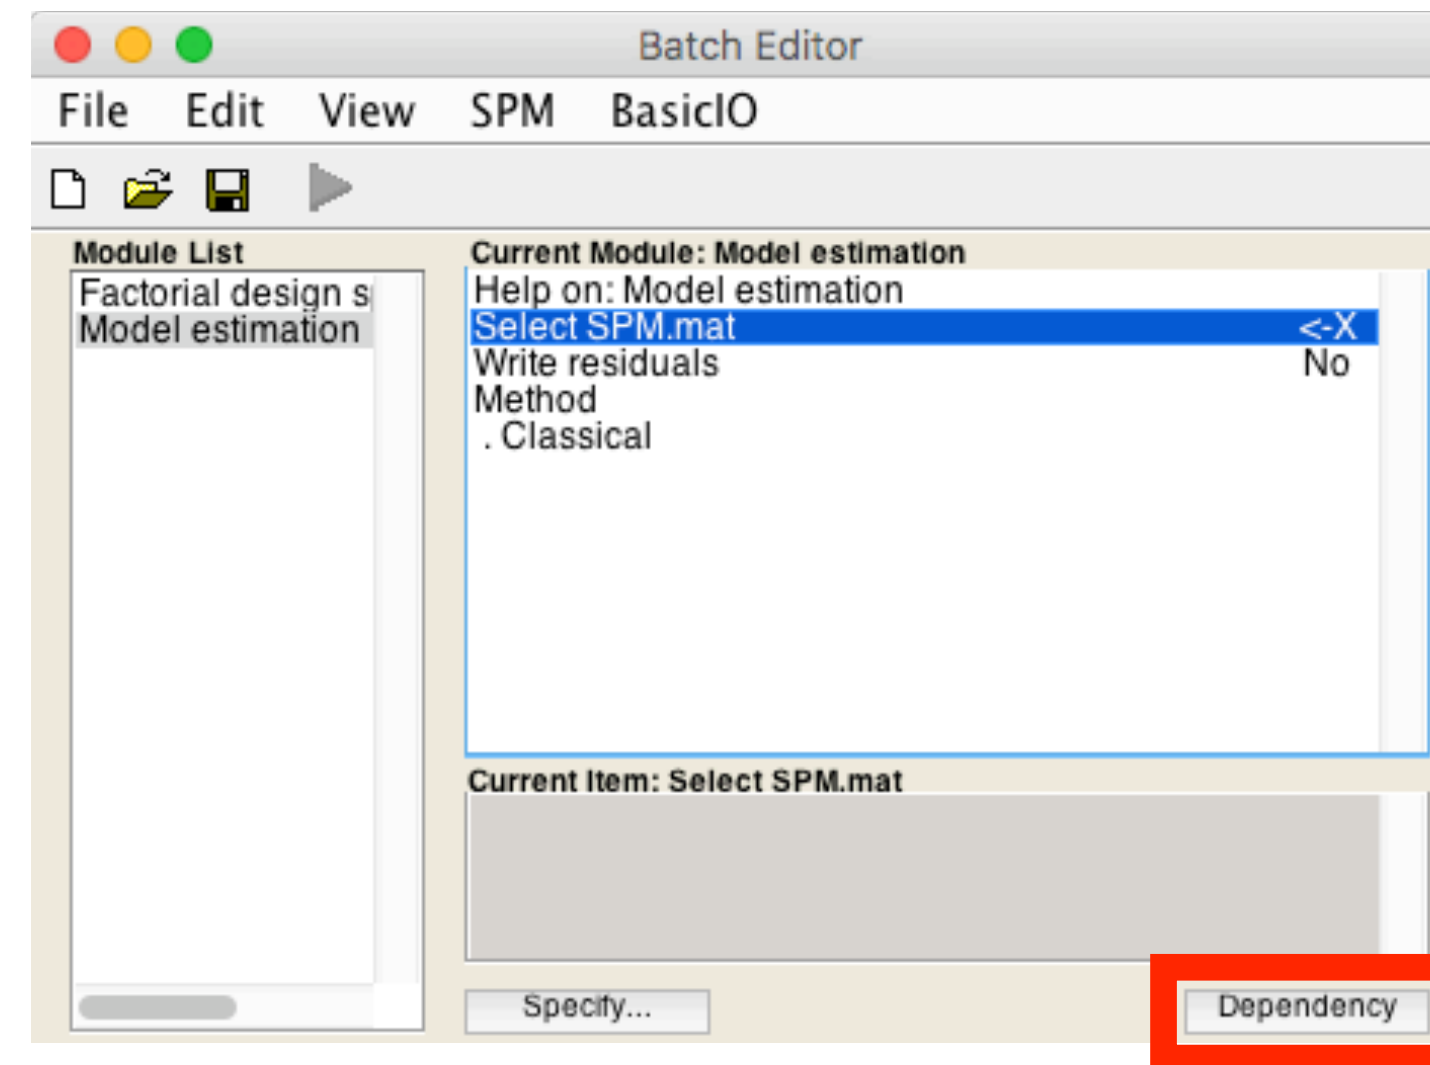 Batch Editor
File Edit View SPM BasicIO
Module List
Factorial design s
Model estimation
Current Module: Model estimation
Help on: Model estimation
Select SPM.mat <-X
Write residuals No
Method
. Classical
Current Item: Select SPM.mat
Specify...
Dependency